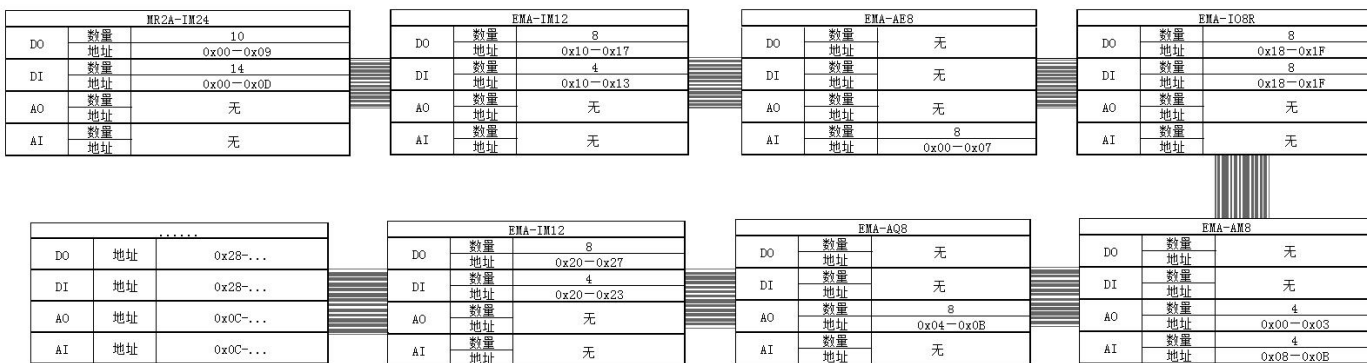 MR2A-IM24
DO 数量 10
地址 0x00—0x09
DI 数量 14
地址 0x00—0x0D
AO 数量 无
地址
AI 数量 无
地址
EMA-IM12
DO 数量 8
地址 0x10—0x17
DI 数量 4
地址 0x10—0x13
AO 数量 无
地址
AI 数量 无
地址
EMA-AE8
DO 数量 无
地址
DI 数量 无
地址
AO 数量 无
地址
AI 数量 8
地址 0x00—0x07
EMA-IO8R
DO 数量 8
地址 0x18—0x1F
DI 数量 8
地址 0x18—0x1F
AO 数量 无
地址
AI 数量 无
地址
......
DO 地址 0x28-...
DI 地址 0x28-...
AO 地址 0x0C-...
AI 地址 0x0C-...
EMA-IM12
DO 数量 8
地址 0x20—0x27
DI 数量 4
地址 0x20—0x23
AO 数量 无
地址
AI 数量 无
地址
EMA-AQ8
DO 数量 无
地址
DI 数量 无
地址
AO 数量 8
地址 0x04—0x0B
AI 数量 无
地址
EMA-AM8
DO 数量 无
地址
DI 数量 无
地址
AO 数量 4
地址 0x00—0x03
AI 数量 4
地址 0x08—0x0B